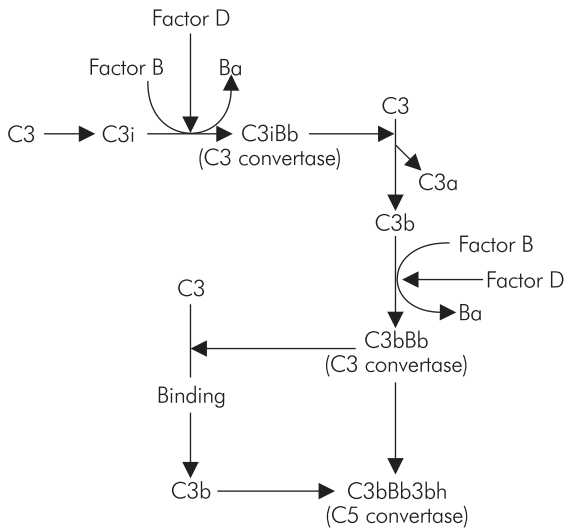 Factor D
Factor B
Ba
C3
C3i
C3iBb
(C3 convertase)
C3
C3a
C3b
Factor B
Factor D
Ba
C3
C3bBb
(C3 convertase)
Binding
C3b
C3bBb3bh
(C5 convertase)